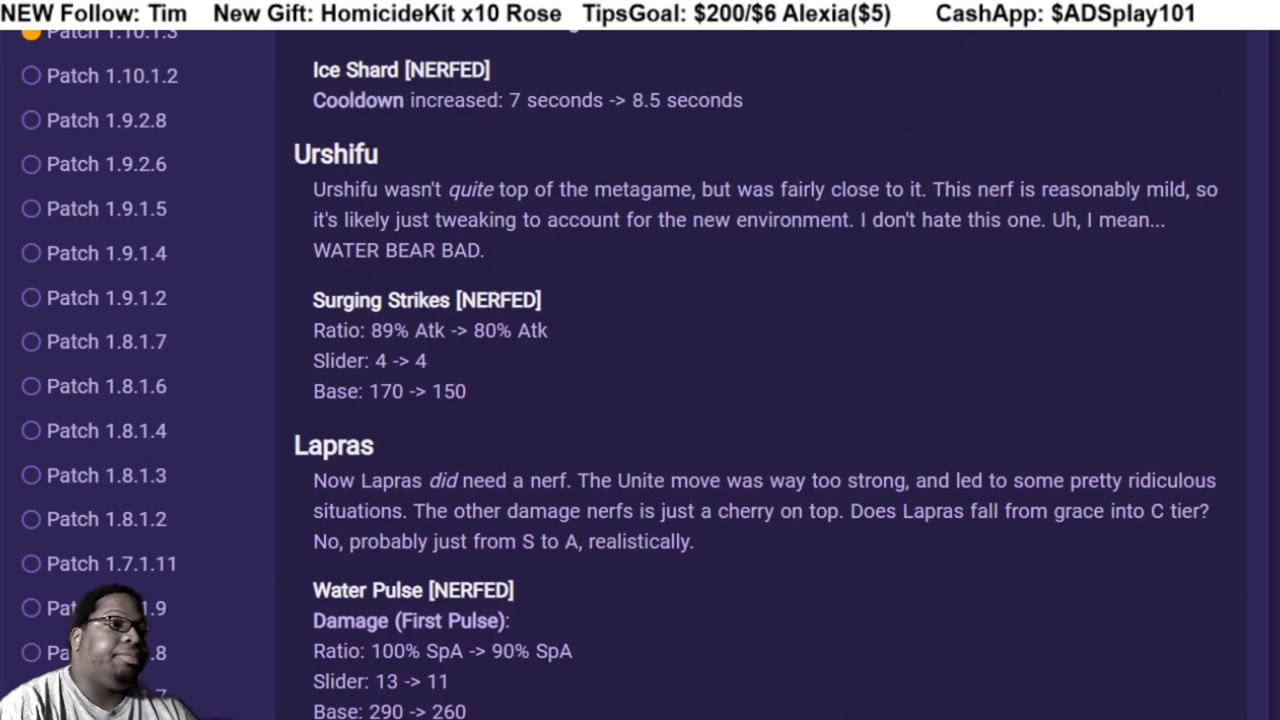 NEW Follow: Tim New Gift: HomicideKit x10 Rose TipsGoal: $200/$6 Alexia($5) CashApp: $ADSplay101
Patch 1.10.1.3
Patch 1.10.1.2
Patch 1.9.2.8
Patch 1.9.2.6
Patch 1.9.1.5
Patch 1.9.1.4
Patch 1.9.1.2
Patch 1.8.1.7
Patch 1.8.1.6
Patch 1.8.1.4
Patch 1.8.1.3
Patch 1.8.1.2
Patch 1.7.1.11
Ice Shard [NERFED]
Cooldown increased: 7 seconds -> 8.5 seconds
Urshifu
Urshifu wasn't quite top of the metagame, but was fairly close to it. This nerf is reasonably mild, so
it's likely just tweaking to account for the new environment. I don't hate this one. Uh, I mean...
WATER BEAR BAD.
Surging Strikes [NERFED]
Ratio: 89% Atk -> 80% Atk
Slider: 4 -> 4
Base: 170 -> 150
Lapras
Now Lapras did need a nerf. The Unite move was way too strong, and led to some pretty ridiculous
situations. The other damage nerfs is just a cherry on top. Does Lapras fall from grace into C tier?
No, probably just from S to A, realistically.
Water Pulse [NERFED]
Damage (First Pulse):
Ratio: 100% SpA -> 90% SpA
Slider: 13 -> 11
Base: 290 -> 260